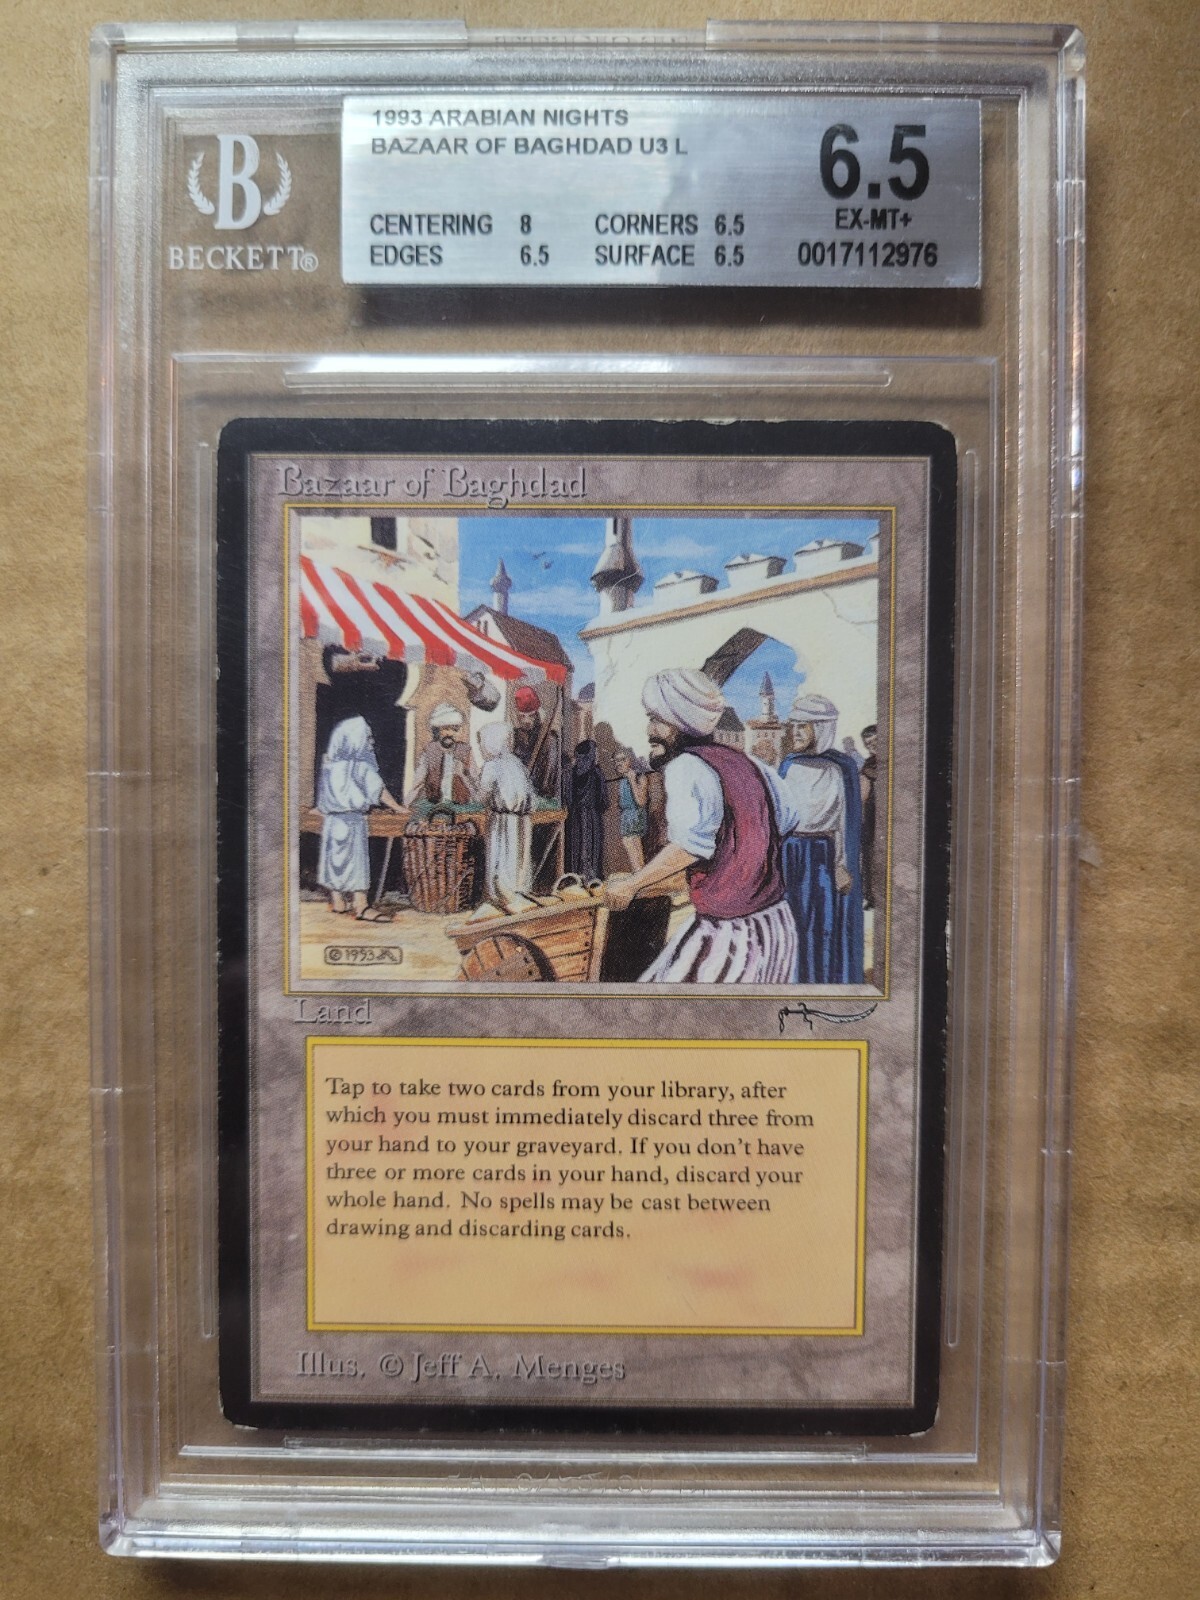 B
BECKETT®
1993 ARABIAN NIGHTS
BAZAAR OF BAGHDAD U3 L
CENTERING 8 CORNERS 6.5
EDGES 6.5 SURFACE 6.5
6.5
EX-MT+
0017112976
Bazaar of Baghdad
© 1993
Land
Tap to take two cards from your library, after
which you must immediately discard three from
your hand to your graveyard. If you don't have
three or more cards in your hand, discard your
whole hand. No spells may be cast between
drawing and discarding cards.
Illus. © Jeff A. Menges